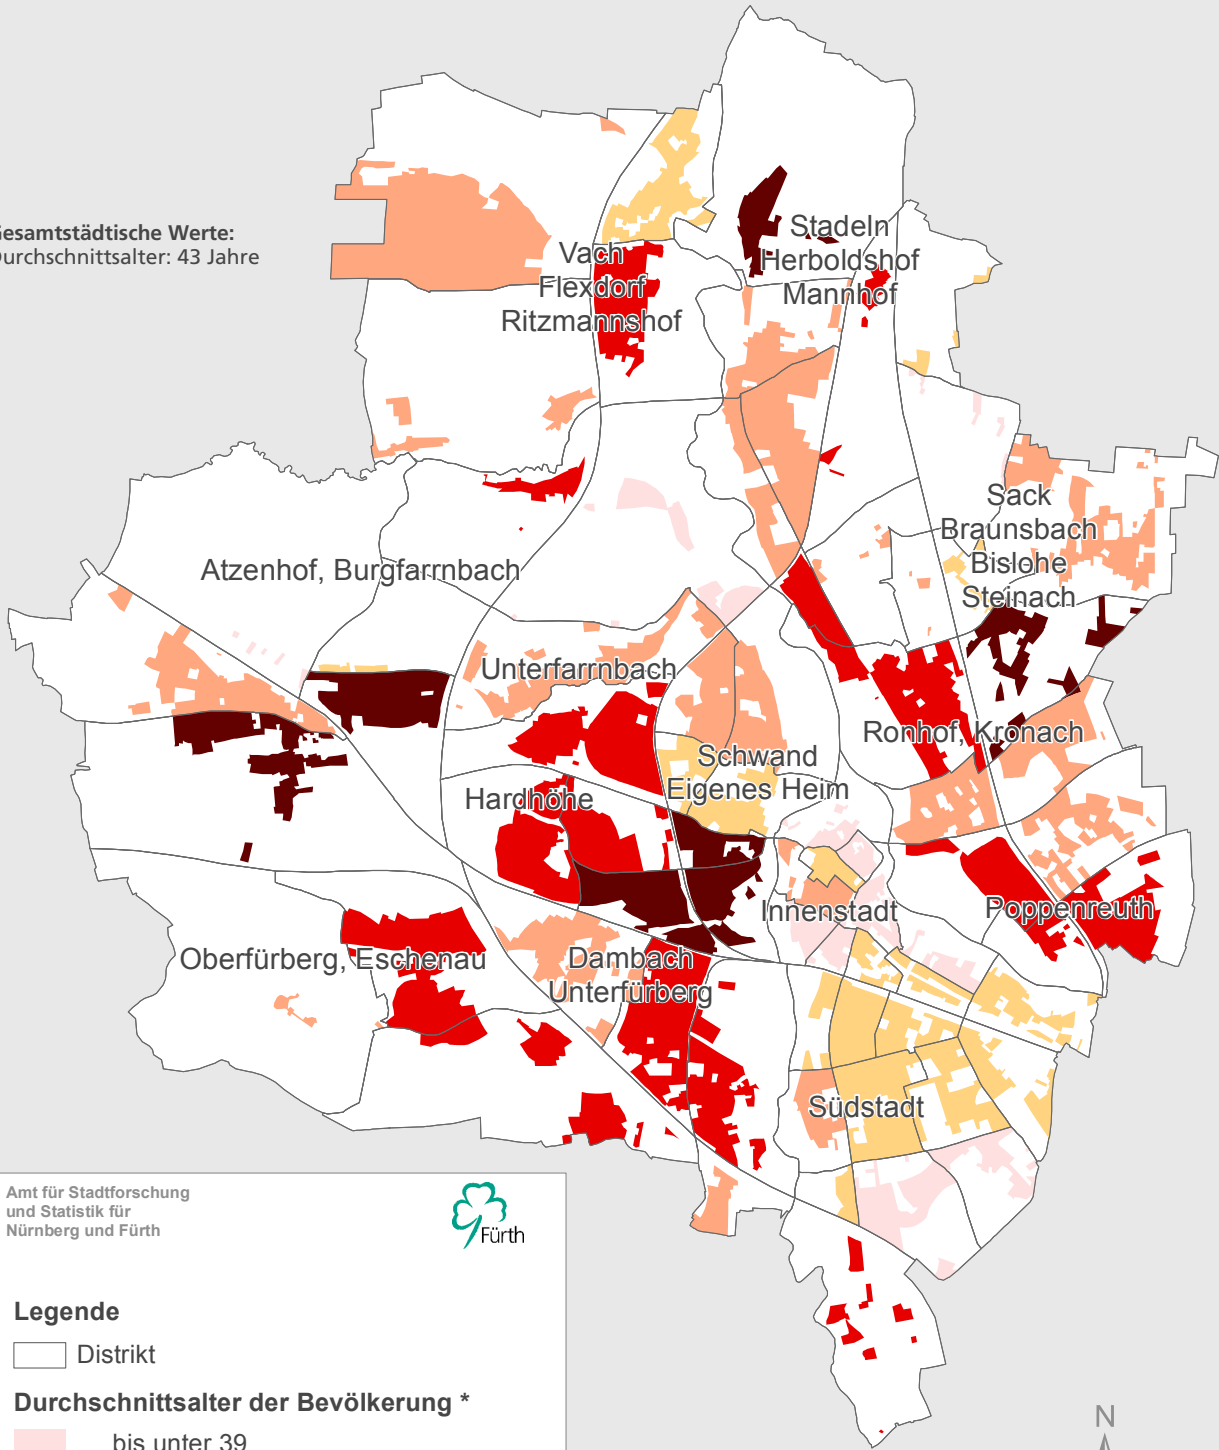 Gesamtstädtische Werte:
Durchschnittsalter: 43 Jahre
Stadeln
Herboldshof
Mannhof
Vach
Flexdorf
Ritzmannshof
Sack
Braunsbach
Bislohe
Steinach
Atzenhof, Burgfarrnbach
Unterfarrnbach
Ronhof, Kronach
Schwand
Eigenes Heim
Hardhöhe
Innenstadt
Poppenreuth
Oberfürberg, Eschenau
Dambach
Unterfürberg
Südstadt
Amt für Stadtforschung
und Statistik für
Nürnberg und Fürth
Fürth
Legende
Distrikt
Durchschnittsalter der Bevölkerung *
bis unter 39
N